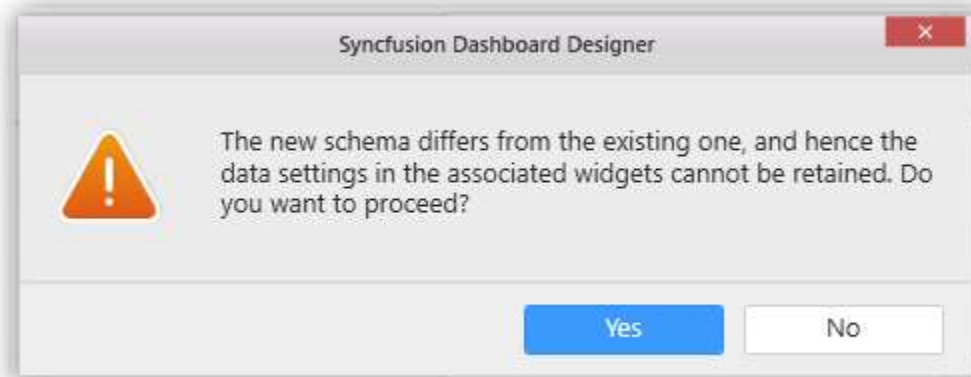 Syncfusion Dashboard Designer
The new schema differs from the existing one, and hence the
data settings in the associated widgets cannot be retained. Do
you want to proceed?
Yes
No